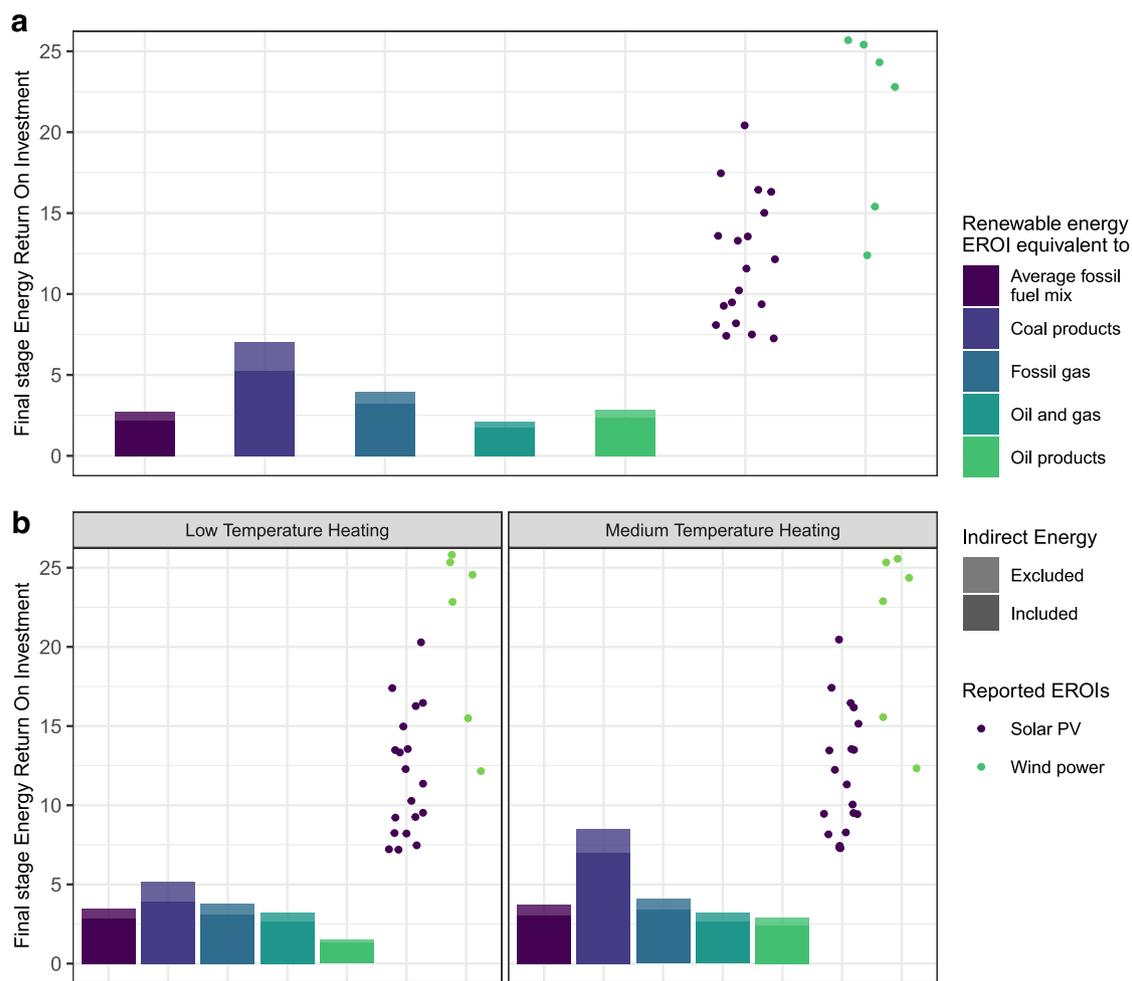 a
Final stage Energy Return On Investment
25
20
15
10
5
0
Renewable energy
EROI equivalent to
Average fossil
fuel mix
Coal products
Fossil gas
Oil and gas
Oil products
b
Low Temperature Heating
Medium Temperature Heating
Final stage Energy Return On Investment
25
20
15
10
5
0
Indirect Energy
Excluded
Included
Reported EROIs
Solar PV
Wind power